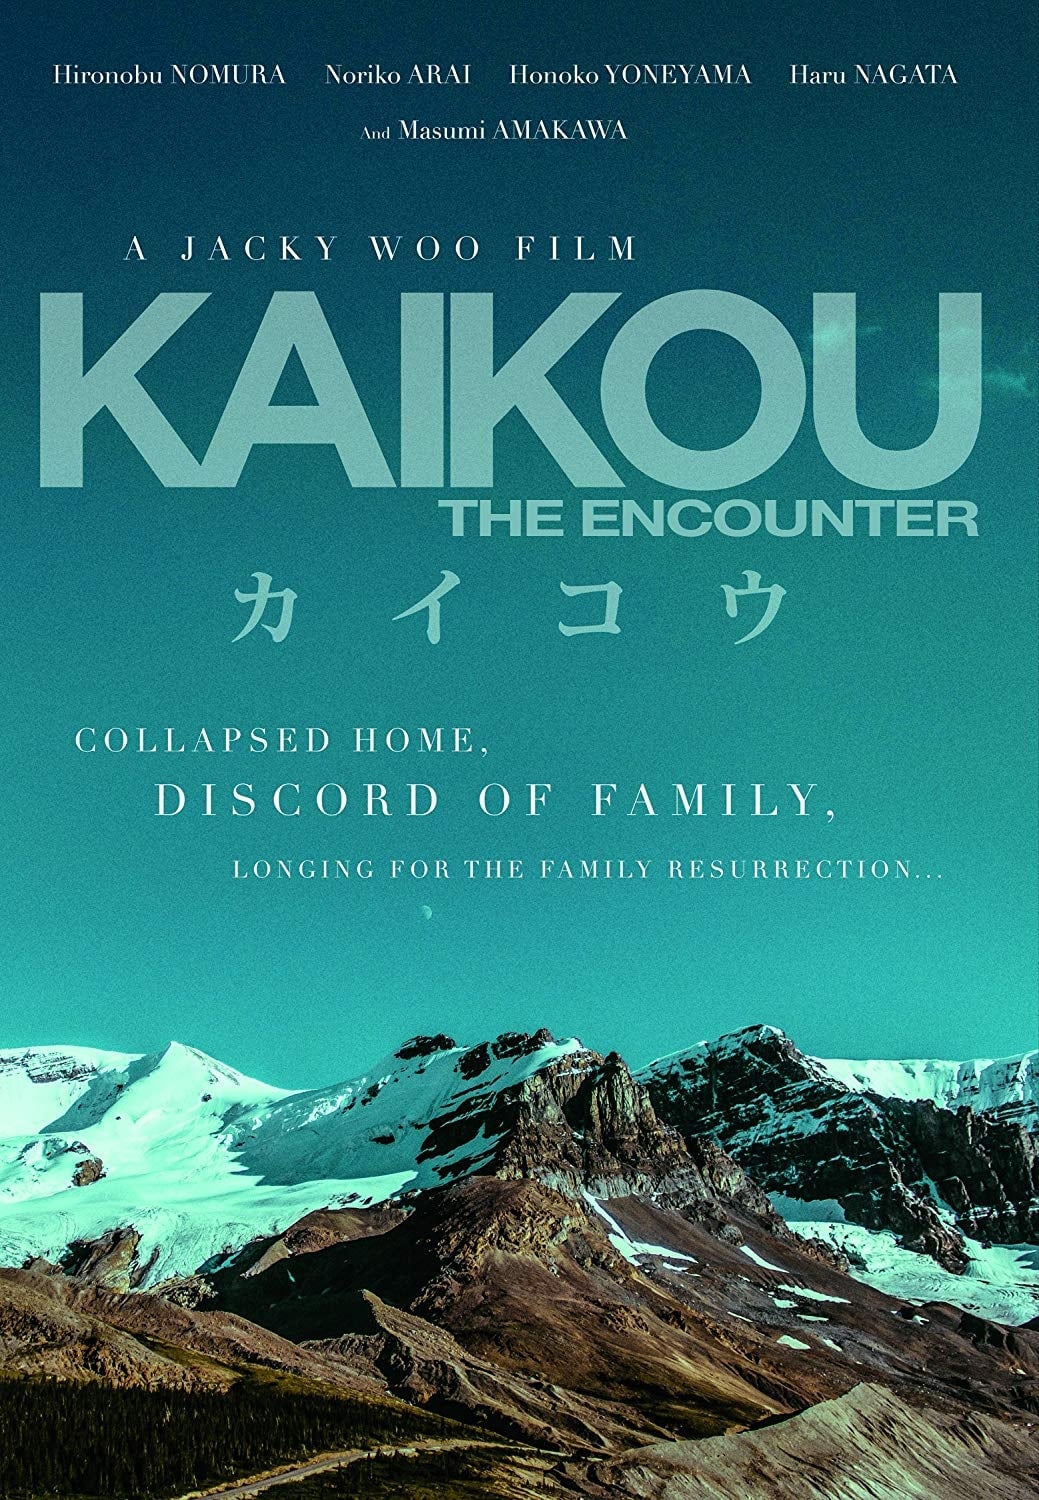 Hironobu NOMURA Noriko ARAI Honoko YONEYAMA Haru NAGATA
And Masumi AMAKAWA
A JACKY WOO FILM
KAIKOU
THE ENCOUNTER
カイコウ
COLLAPSED HOME,
DISCORD OF FAMILY,
LONGING FOR THE FAMILY RESURRECTION...